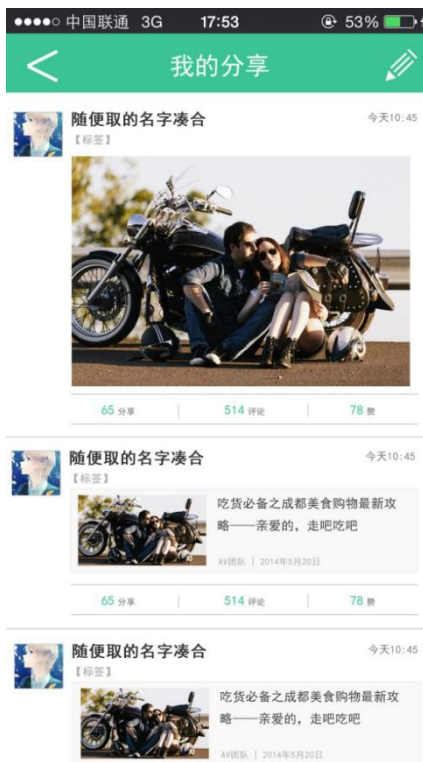 中国联通 3G 17:53 53%
我的分享
随便取的名字凑合 今天10:45
【标签】
65 分享 514 评论 78 赞
随便取的名字凑合 今天10:45
【标签】
吃货必备之成都美食购物最新攻
略——亲爱的，走吧吃吧
AV团队 | 2014年5月20日
65 分享 514 评论 78 赞
随便取的名字凑合 今天10:45
【标签】
吃货必备之成都美食购物最新攻
略——亲爱的，走吧吃吧
AV团队 | 2014年5月20日